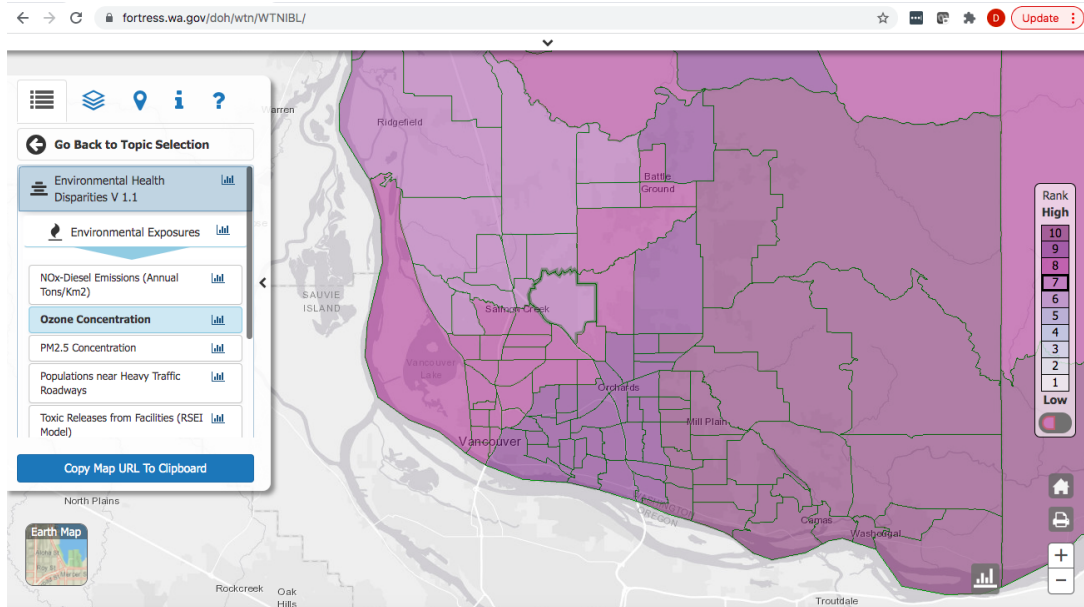 fortress.wa.gov/doh/wtn/WTNIBL/
D
Update
i
?
Go Back to Topic Selection
Environmental Health
Disparities V 1.1
Environmental Exposures
NOx-Diesel Emissions (Annual
Tons/Km2)
Ozone Concentration
PM2.5 Concentration
Populations near Heavy Traffic
Roadways
Toxic Releases from Facilities (RSEI
Model)
Copy Map URL To Clipboard
North Plains
Earth Map
Rockcreek
Oak
Hills
arren
Ridgefield
Battle
Ground
SAUVIE
ISLAND
Salmon Creek
Vancouver
Lake
Orchards
Mill Plain
Vancouver
WASHINGTON
OREGON
Camas
Washougal
Troutdale
Rank
High
10
9
8
7
6
5
4
3
2
1
Low
+
−